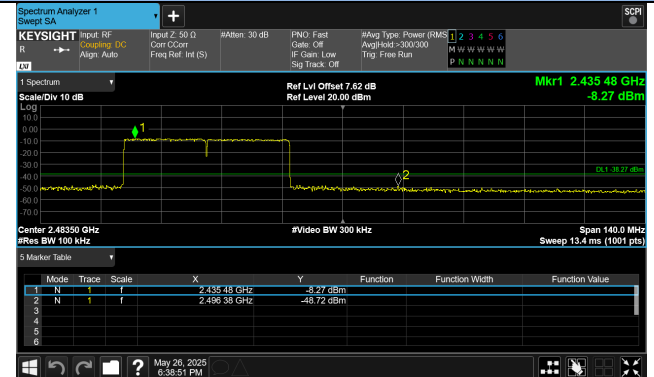 Spectrum Analyzer 1
Swept SA
SCPI
KEYSIGHT Input: RF Input Z: 50 Ω #Atten: 30 dB PNO: Fast #Avg Type: Power (RMS 1 2 3 4 5 6
R Coupling: DC Corr CCorr Gate: Off Avg|Hold:>300/300 M W W W W W
Align: Auto Freq Ref: Int (S) IF Gain: Low Trig: Free Run
LXI Sig Track: Off P N N N N N
1 Spectrum Ref Lvl Offset 7.62 dB Mkr1 2.435 48 GHz
Scale/Div 10 dB Ref Level 20.00 dBm -8.27 dBm
Log
10.0
0.00
1
-10.0
-20.0
-30.0
DL1 -38.27 dBm
-40.0
2
-50.0
-60.0
-70.0
Center 2.48350 GHz #Video BW 300 kHz Span 140.0 MHz
#Res BW 100 kHz Sweep 13.4 ms (1001 pts)
5 Marker Table
Mode Trace Scale X Y Function Function Width Function Value
1 N 1 f 2.435 48 GHz -8.27 dBm
2 N 1 f 2.496 38 GHz -48.72 dBm
3
4
5
6
? May 26, 2025
6:38:51 PM